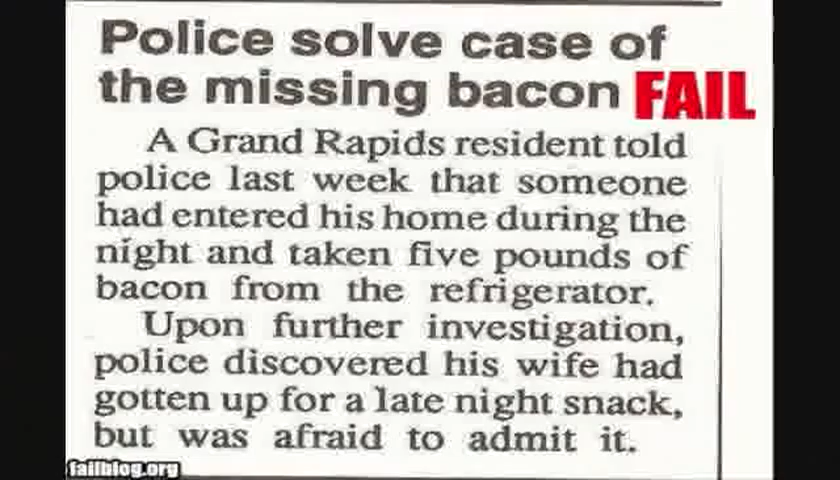 Police solve case of
the missing bacon FAIL
A Grand Rapids resident told
police last week that someone
had entered his home during the
night and taken five pounds of
bacon from the refrigerator.
Upon further investigation,
police discovered his wife had
gotten up for a late night snack,
but was afraid to admit it.
failblog.org